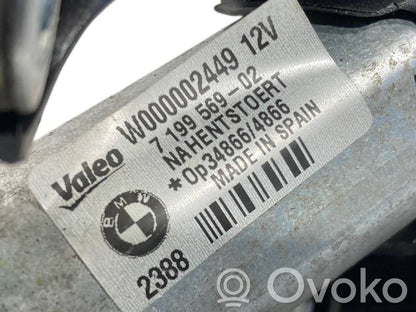 Valeo W000002449 12V
7 199 569-02
NAHENTSTOERT
*Op34866/4866
MADE IN SPAIN
BMW
2388
Ovoko